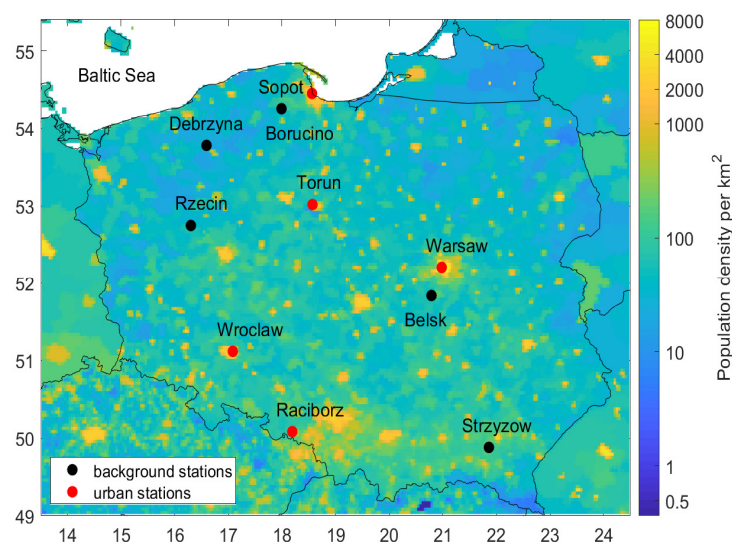 55
54
53
52
51
50
49
14 15 16 17 18 19 20 21 22 23 24
Baltic Sea
Sopot
Borucino
Debrzyna
Torun
Rzecin
Warsaw
Belsk
Wroclaw
Raciborz
Strzyzow
background stations
urban stations
8000
4000
2000
1000
100
10
1
0.5
Population density per km²